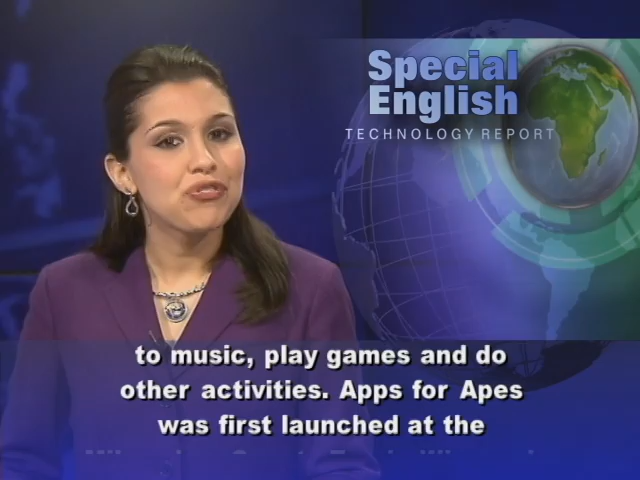 Special
English
TECHNOLOGY REPORT
to music, play games and do
other activities. Apps for Apes
was first launched at the